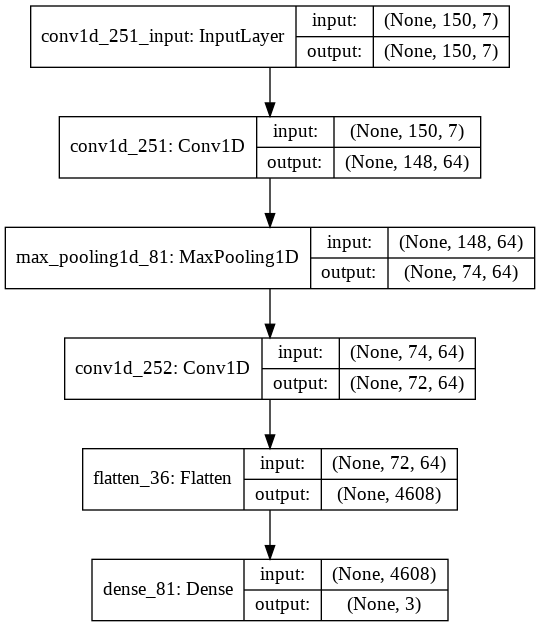 conv1d_251_input: InputLayer
input:
(None, 150, 7)
output:
(None, 150, 7)
conv1d_251: Conv1D
input:
(None, 150, 7)
output:
(None, 148, 64)
max_pooling1d_81: MaxPooling1D
input:
(None, 148, 64)
output:
(None, 74, 64)
conv1d_252: Conv1D
input:
(None, 74, 64)
output:
(None, 72, 64)
flatten_36: Flatten
input:
(None, 72, 64)
output:
(None, 4608)
dense_81: Dense
input:
(None, 4608)
output:
(None, 3)